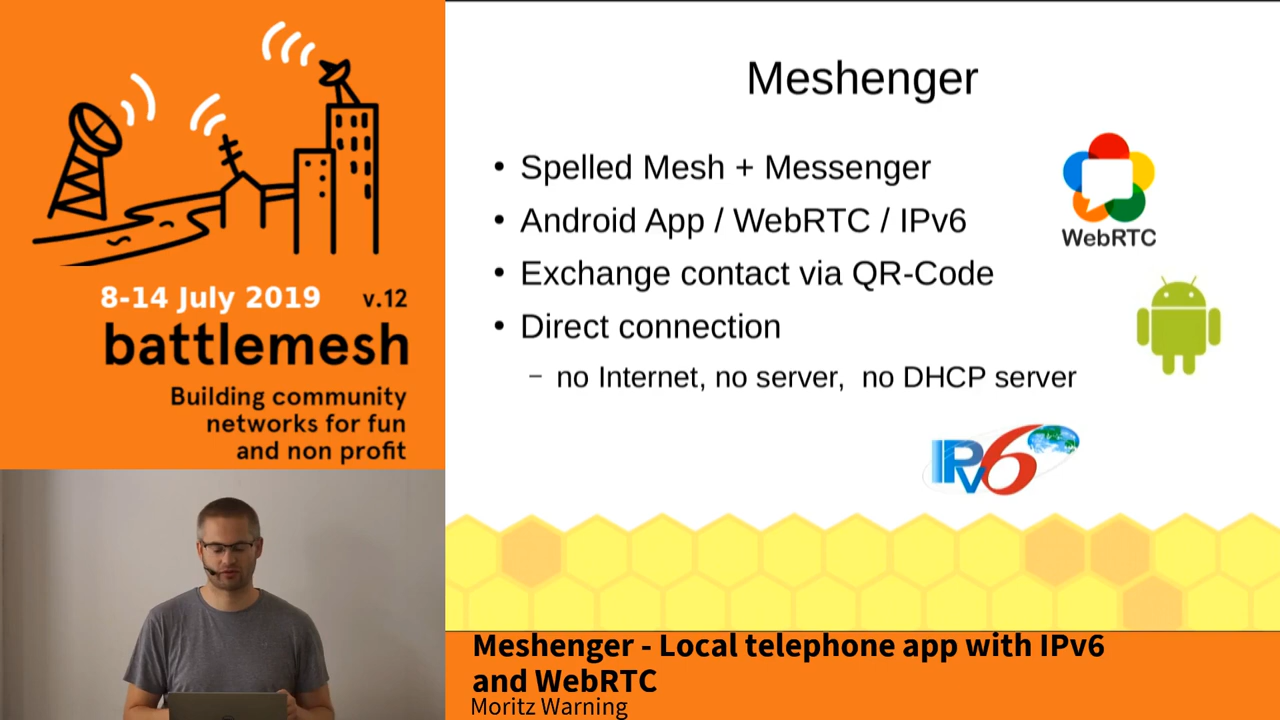 8-14 July 2019 v.12
battlemesh
Building community
networks for fun
and non profit
Meshenger
• Spelled Mesh + Messenger
• Android App / WebRTC / IPv6
• Exchange contact via QR-Code
• Direct connection
– no Internet, no server,  no DHCP server
WebRTC
IPv6
Meshenger - Local telephone app with IPv6
and WebRTC
Moritz Warning